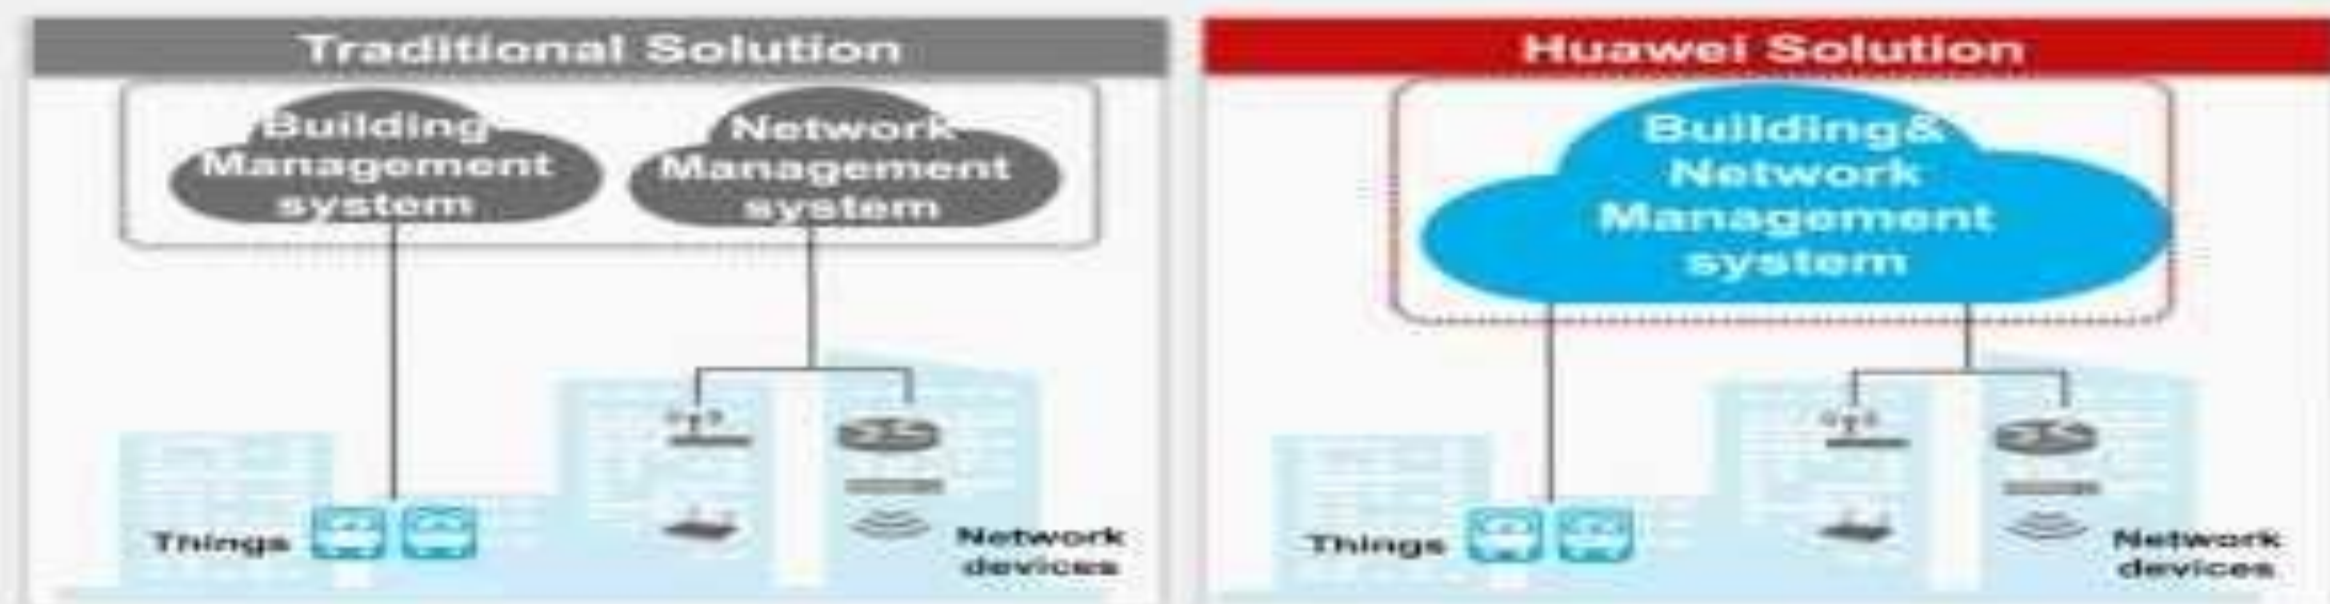 Traditional Solution
Building
Management
system
Network
Management
system
Things
Network
devices
Huawei Solution
Building&
Network
Management
system
Things
Network
devices